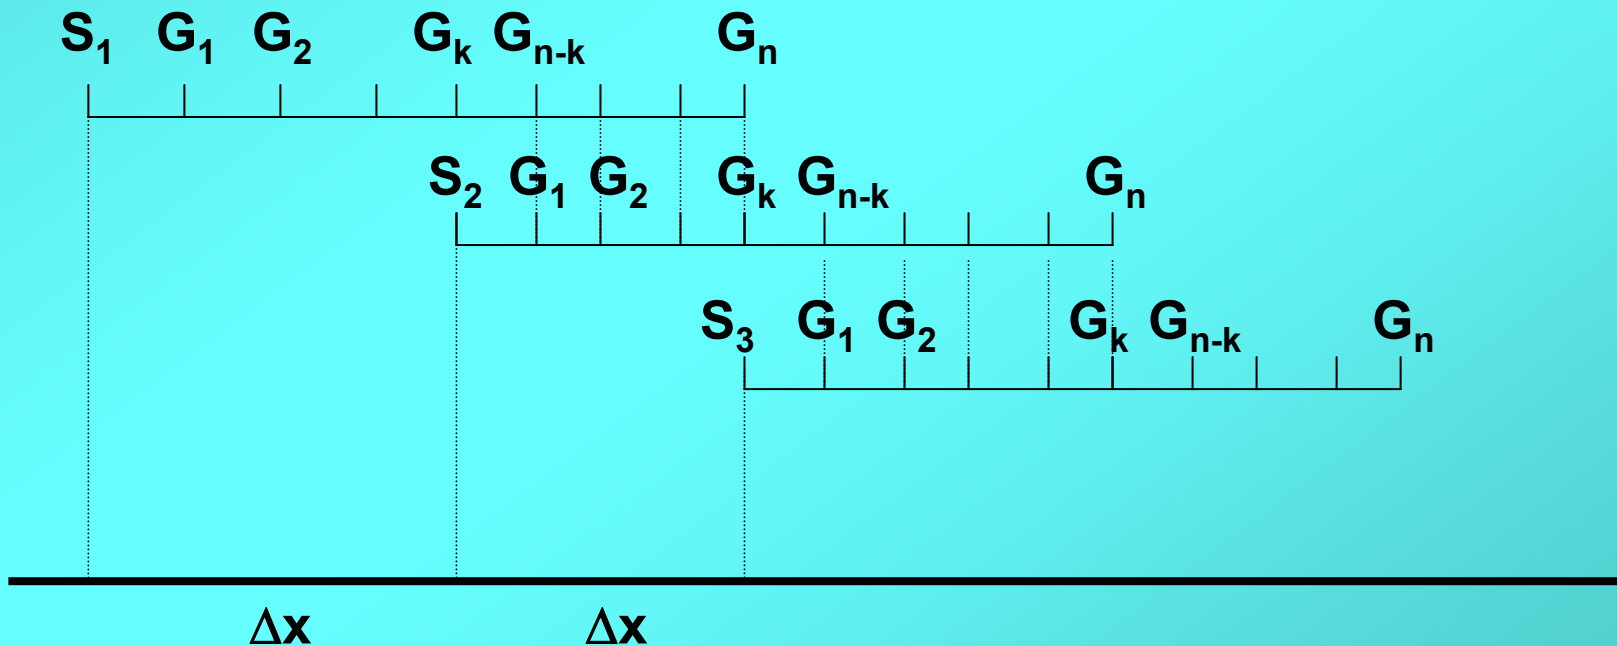 S₁ G₁ G₂ Gₖ Gₙ₋ₖ Gₙ
S₂ G₁ G₂ Gₖ Gₙ₋ₖ Gₙ
S₃ G₁ G₂ Gₖ Gₙ₋ₖ Gₙ
Δx Δx